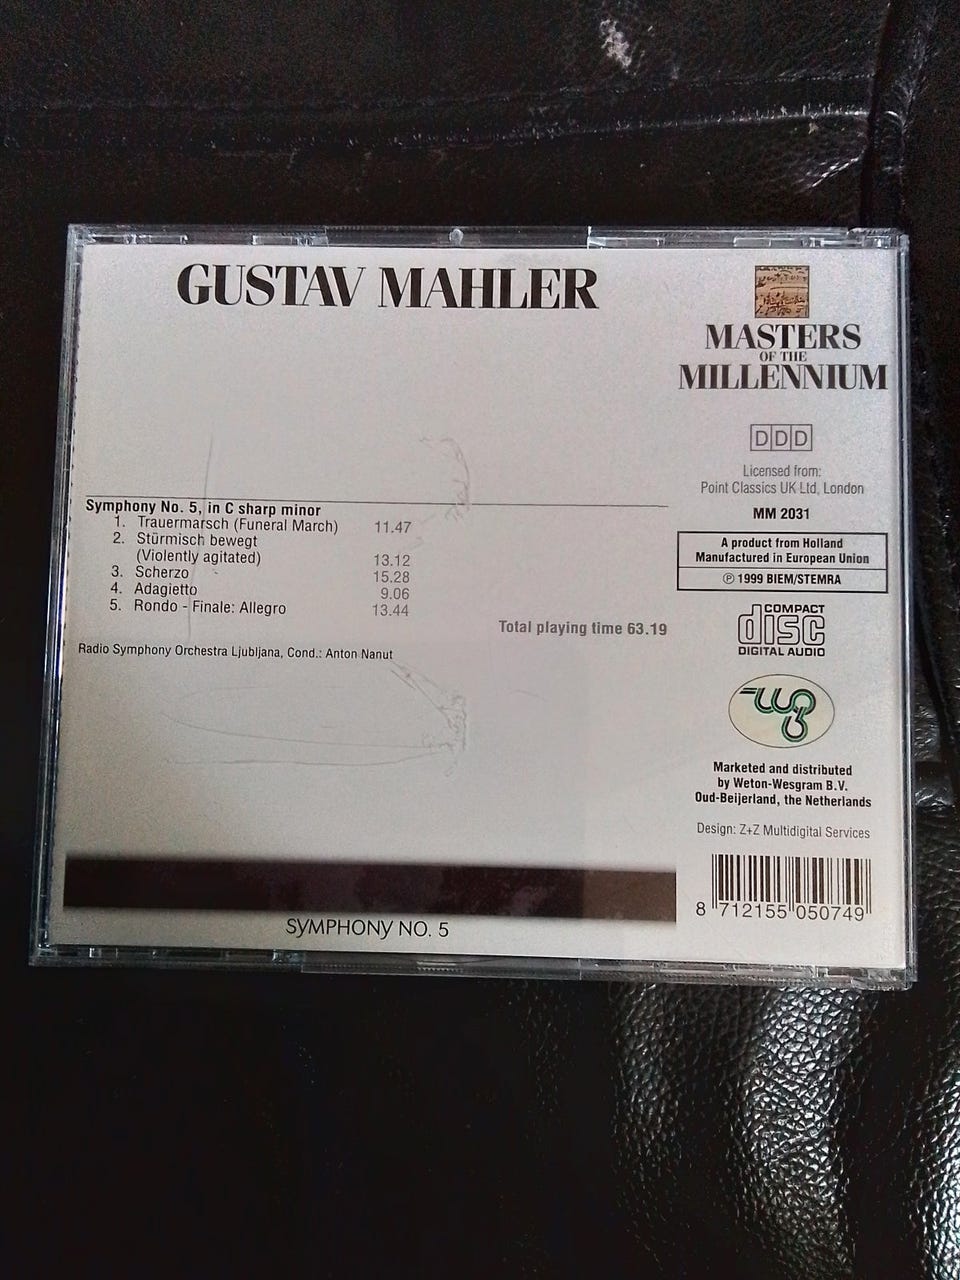 GUSTAV MAHLER
Symphony No. 5, in C sharp minor
1. Trauermarsch (Funeral March) 11.47
2. Stürmisch bewegt
(Violently agitated) 13.12
3. Scherzo 15.28
4. Adagietto 9.06
5. Rondo - Finale: Allegro 13.44
Total playing time 63.19
Radio Symphony Orchestra Ljubljana, Cond.: Anton Nanut
SYMPHONY NO. 5
MASTERS
OF THE
MILLENNIUM
DDD
Licensed from:
Point Classics UK Ltd, London
MM 2031
A product from Holland
Manufactured in European Union
℗ 1999 BIEM/STEMRA
COMPACT
disc
DIGITAL AUDIO
Marketed and distributed
by Weton-Wesgram B.V.
Oud-Beijerland, the Netherlands
Design: Z+Z Multidigital Services
8 712155 050749